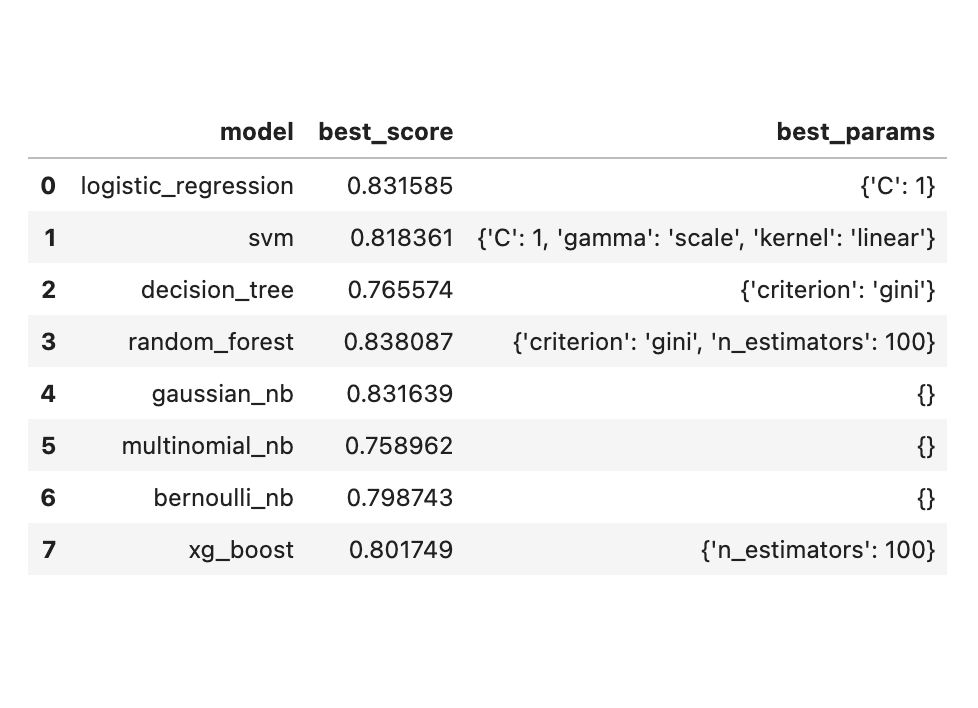 model best_score best_params
0 logistic_regression 0.831585 {'C': 1}
1 svm 0.818361 {'C': 1, 'gamma': 'scale', 'kernel': 'linear'}
2 decision_tree 0.765574 {'criterion': 'gini'}
3 random_forest 0.838087 {'criterion': 'gini', 'n_estimators': 100}
4 gaussian_nb 0.831639 {}
5 multinomial_nb 0.758962 {}
6 bernoulli_nb 0.798743 {}
7 xg_boost 0.801749 {'n_estimators': 100}